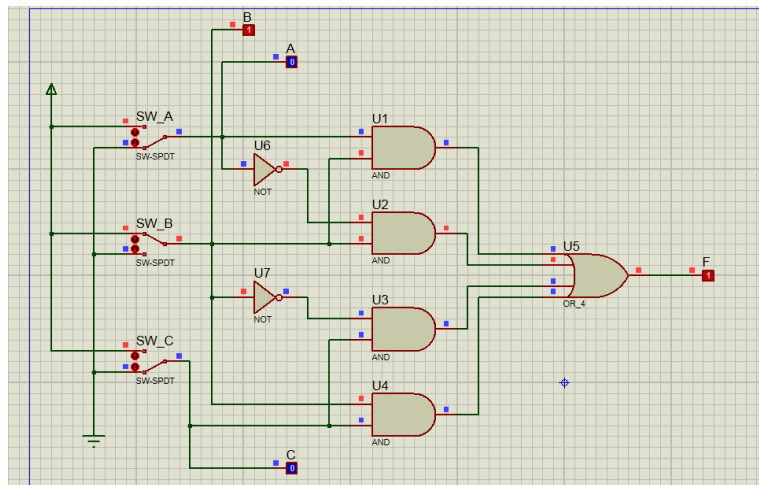 B
1
A
0
SW_A
SW-SPDT
U1
AND
U6
NOT
U2
AND
SW_B
SW-SPDT
U5
OR_4
F
1
U7
NOT
U3
AND
SW_C
SW-SPDT
U4
AND
C
0